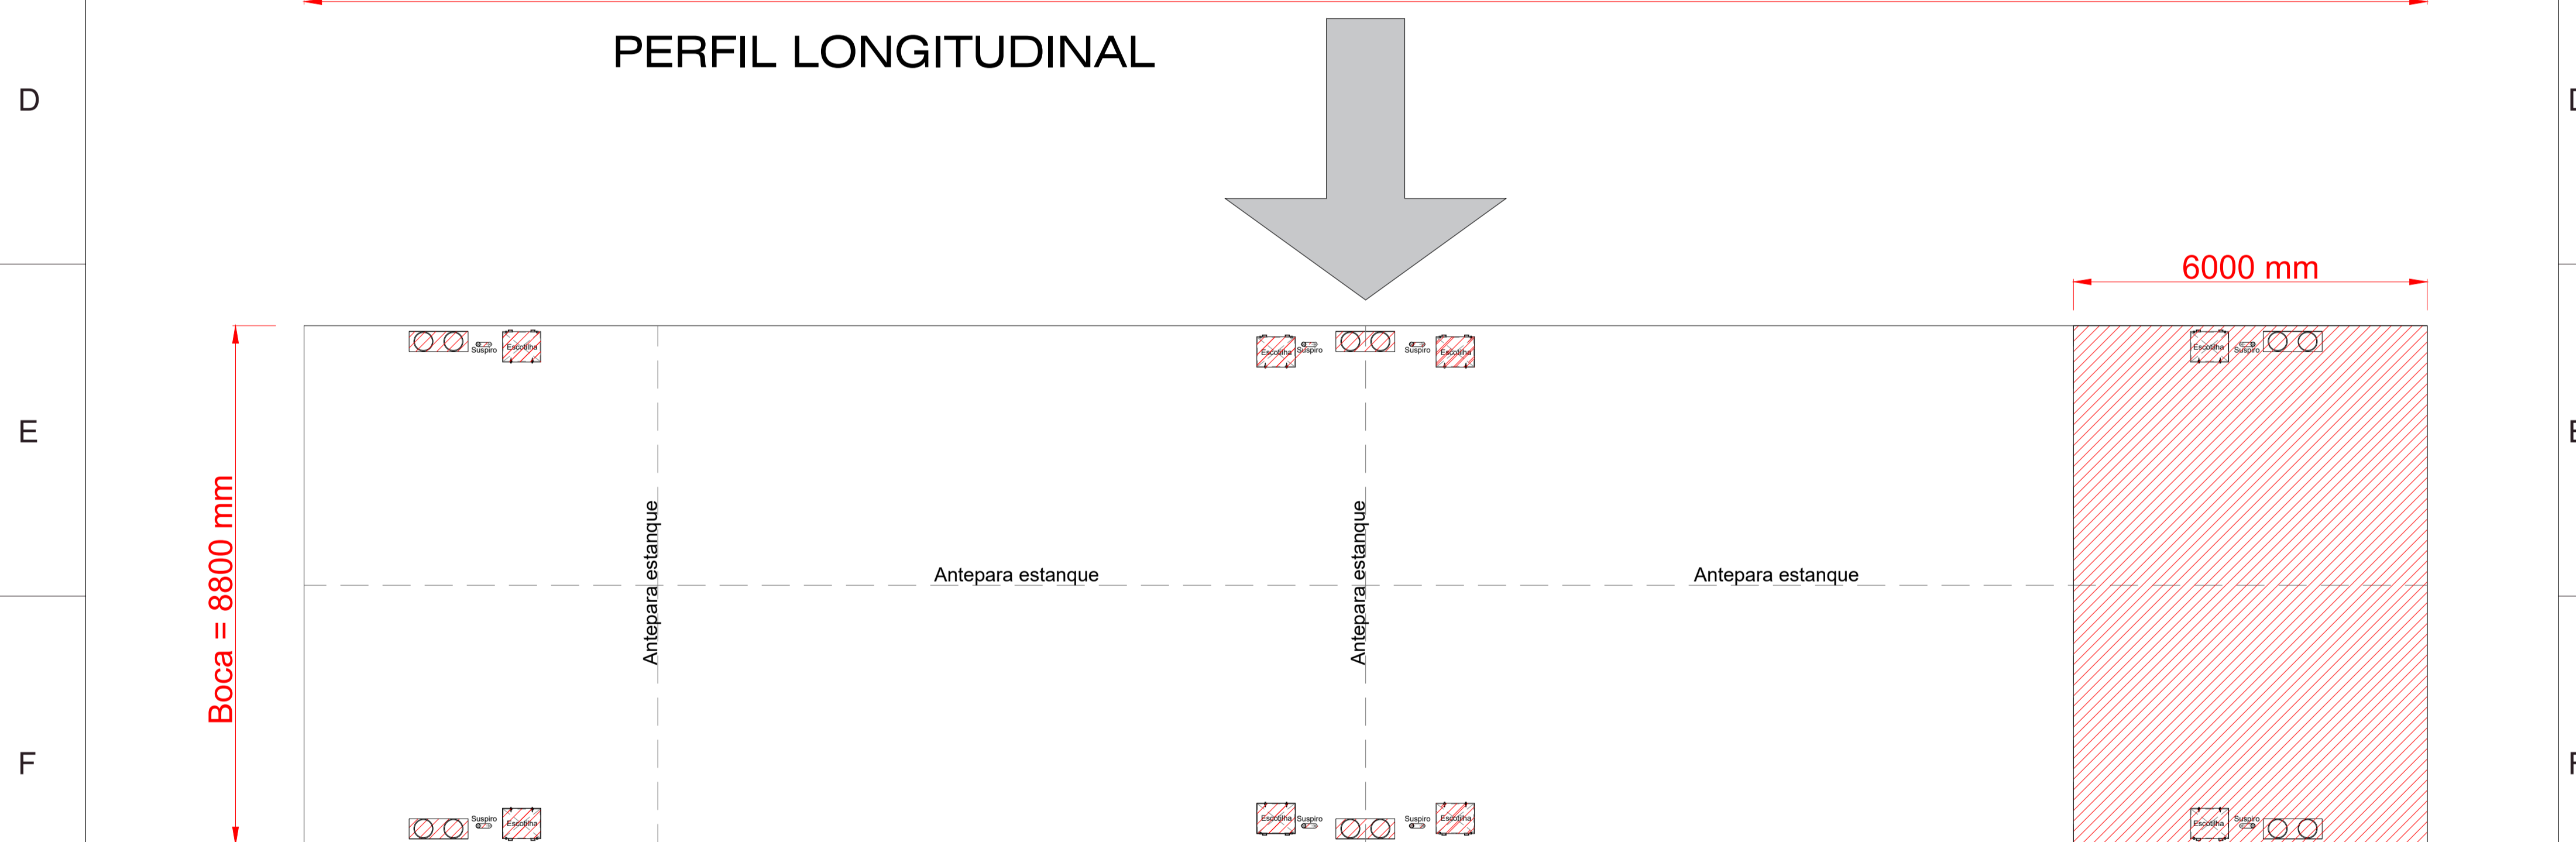 PERFIL LONGITUDINAL
D
6000 mm
Suspiro
Escotilha
Escotilha
Suspiro
Suspiro
Escotilha
Escotilha
Suspiro
E
Boca = 8800 mm
Antepara estanque
Antepara estanque
Antepara estanque
Antepara estanque
F
Suspiro
Escotilha
Escotilha
Suspiro
Suspiro
Escotilha
Escotilha
Suspiro